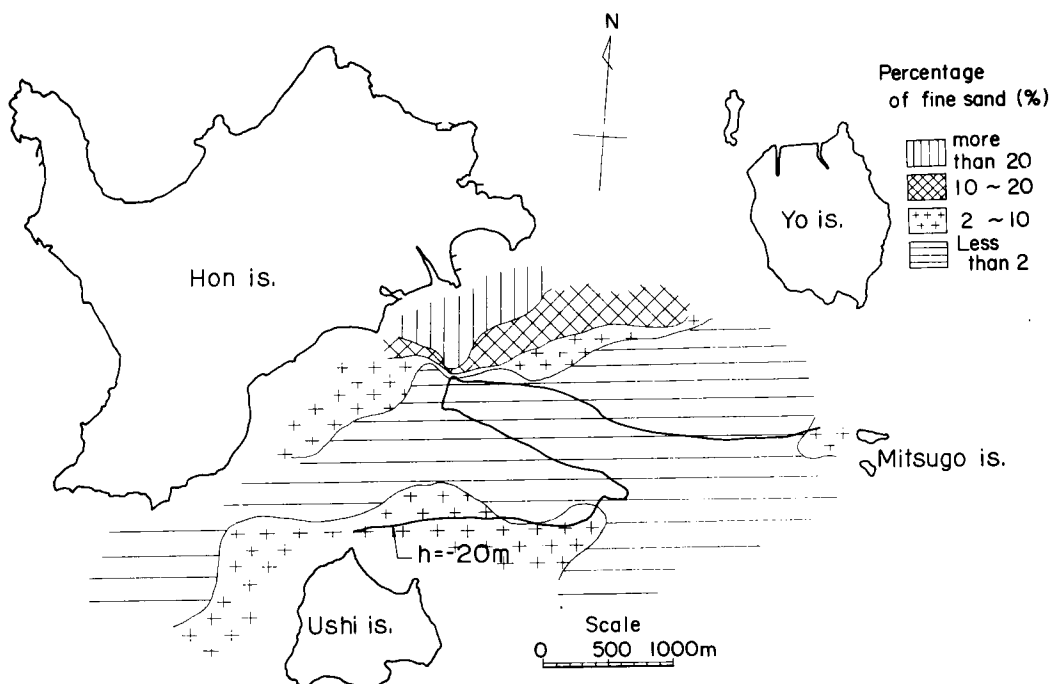 N
Percentage
of fine sand (%)
more
than 20
10 ~ 20
2 ~ 10
Less
than 2
Yo is.
Hon is.
Mitsugo is.
h=-20m
Ushi is.
Scale
0 500 1000m